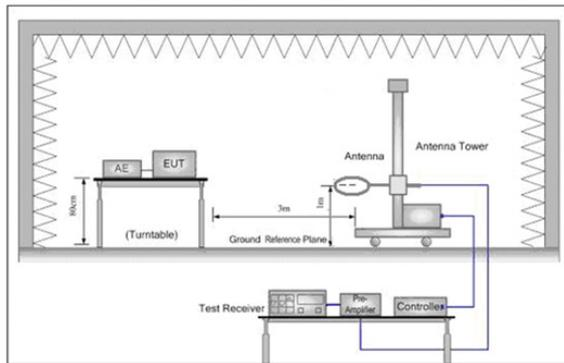 AE
EUT
80cm
(Turntable)
3m
Ground Reference Plane
1m
Antenna
Antenna Tower
Test Receiver
Pre-
Amplifier
Controller